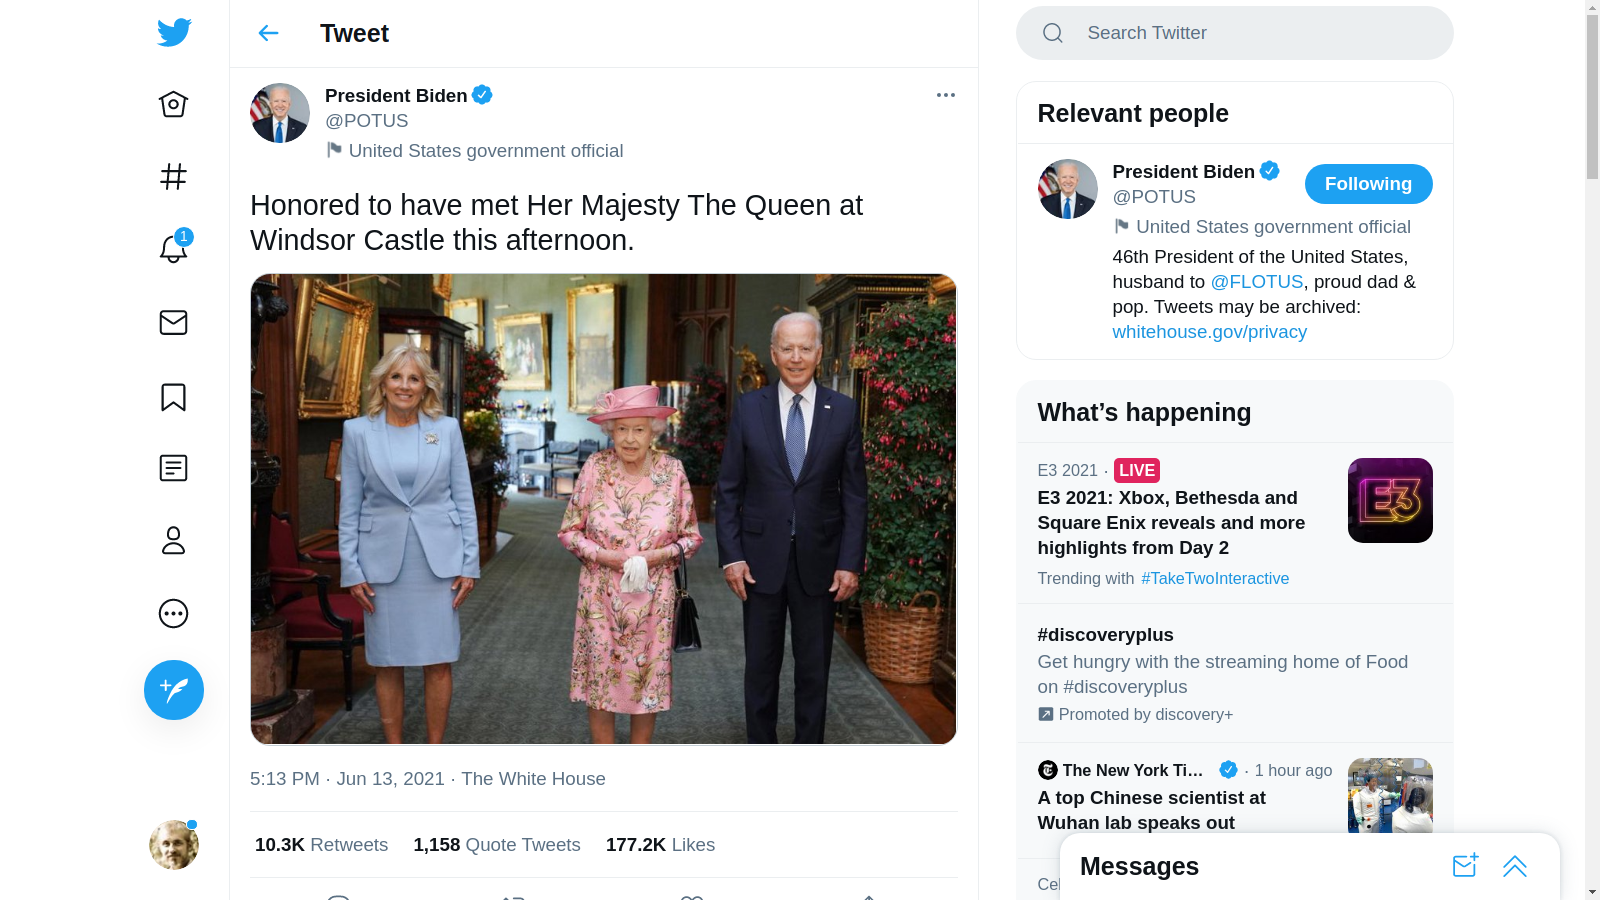 Tweet
President Biden
@POTUS
United States government official
Honored to have met Her Majesty The Queen at
Windsor Castle this afternoon.
5:13 PM · Jun 13, 2021 · The White House
10.3K Retweets 1,158 Quote Tweets 177.2K Likes
1
Search Twitter
Relevant people
President Biden
@POTUS
Following
United States government official
46th President of the United States,
husband to @FLOTUS, proud dad &
pop. Tweets may be archived:
whitehouse.gov/privacy
What’s happening
E3 2021 · LIVE
E3 2021: Xbox, Bethesda and
Square Enix reveals and more
highlights from Day 2
Trending with #TakeTwoInteractive
E3
#discoveryplus
Get hungry with the streaming home of Food
on #discoveryplus
Promoted by discovery+
The New York Ti… · 1 hour ago
A top Chinese scientist at
Wuhan lab speaks out
Messages